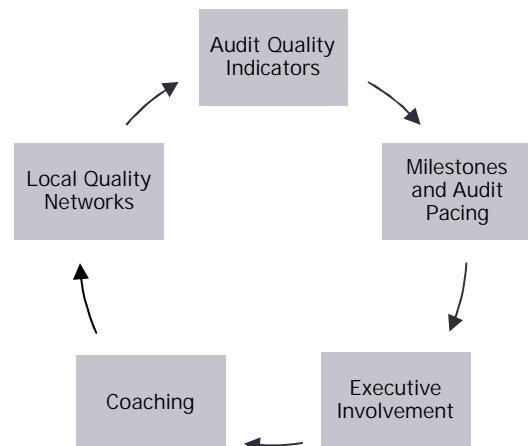 Audit Quality
Indicators
Milestones
and Audit
Pacing
Executive
Involvement
Coaching
Local Quality
Networks